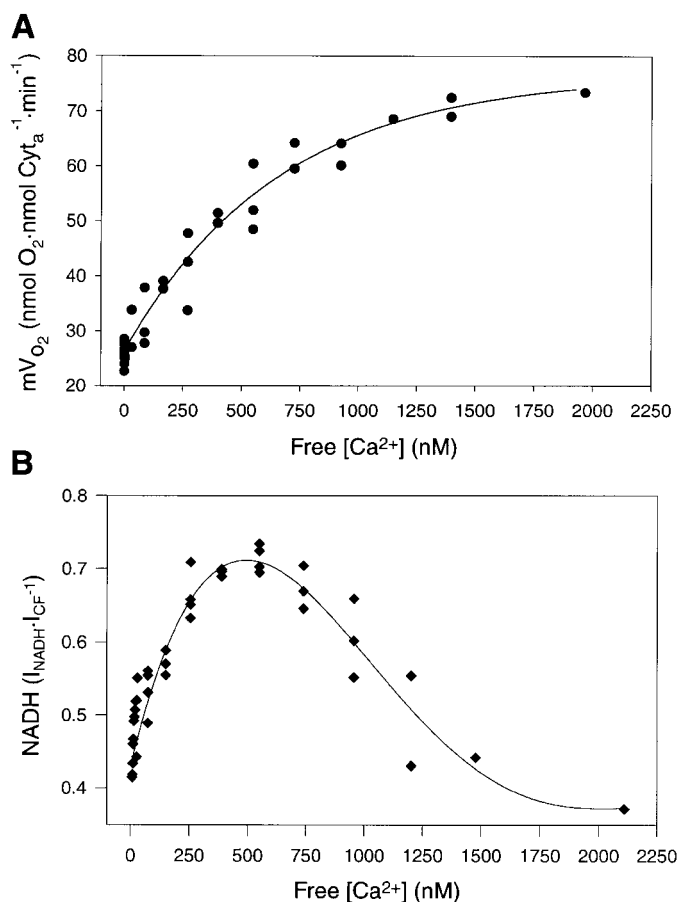 A
80
70
60
50
40
30
20
mV_O₂ (nmol O₂·nmol Cyt_a⁻¹·min⁻¹)
0 250 500 750 1000 1250 1500 1750 2000 2250
Free [Ca²⁺] (nM)
B
0.8
0.7
0.6
0.5
0.4
NADH (I_NADH·I_CF⁻¹)
0 250 500 750 1000 1250 1500 1750 2000 2250
Free [Ca²⁺] (nM)